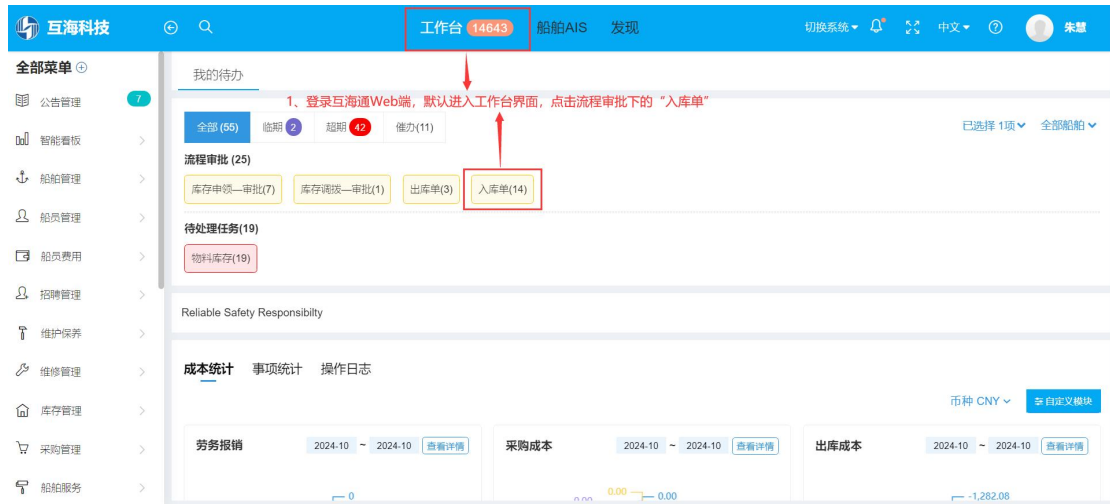 互海科技
工作台 14643 船舶AIS 发现
切换系统 中文 朱慧
全部菜单
我的待办
公告管理 7
1、登录互海通Web端，默认进入工作台界面，点击流程审批下的“入库单”
全部(55) 临期 2 超期 42 催办(11) 已选择 1项 全部船舶
智能看板
流程审批 (25)
船舶管理
库存申领—审批(7) 库存调拨—审批(1) 出库单(3) 入库单(14)
船员管理
待处理任务(19)
船员费用
物料库存(19)
招聘管理
Reliable Safety Responsibilty
维护保养
维修管理
成本统计 事项统计 操作日志
库存管理
币种 CNY 自定义模块
采购管理
劳务报销 2024-10 ~ 2024-10 查看详情 采购成本 2024-10 ~ 2024-10 查看详情 出库成本 2024-10 ~ 2024-10 查看详情
船舶服务
0 0.00 0.00 0.00 -1,282.08